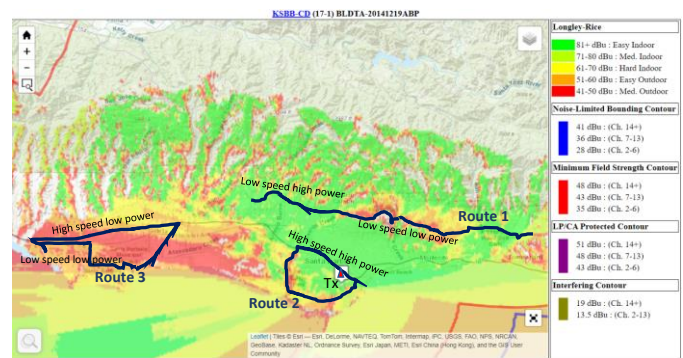 KSBB-CD (17-1) BLDTA-20141219ABP
Longley-Rice
81+ dBu : Easy Indoor
71-80 dBu : Med. Indoor
61-70 dBu : Hard Indoor
51-60 dBu : Easy Outdoor
41-50 dBu : Med. Outdoor
Noise-Limited Bounding Contour
41 dBu : (Ch. 14+)
36 dBu : (Ch. 7-13)
28 dBu : (Ch. 2-6)
Minimum Field Strength Contour
48 dBu : (Ch. 14+)
43 dBu : (Ch. 7-13)
35 dBu : (Ch. 2-6)
LP/CA Protected Contour
51 dBu : (Ch. 14+)
48 dBu : (Ch. 7-13)
43 dBu : (Ch. 2-6)
Interfering Contour
19 dBu : (Ch. 14+)
13.5 dBu : (Ch. 2-13)
+
−
Low speed high power
Low speed low power
Route 1
High speed low power
Low speed low power
Route 3
High speed high power
Tx
Route 2
Leaflet | Tiles © Esri — Esri, DeLorme, NAVTEQ, TomTom, Intermap, iPC, USGS, FAO, NPS, NRCAN,
GeoBase, Kadaster NL, Ordnance Survey, Esri Japan, METI, Esri China (Hong Kong), and the GIS User
Community